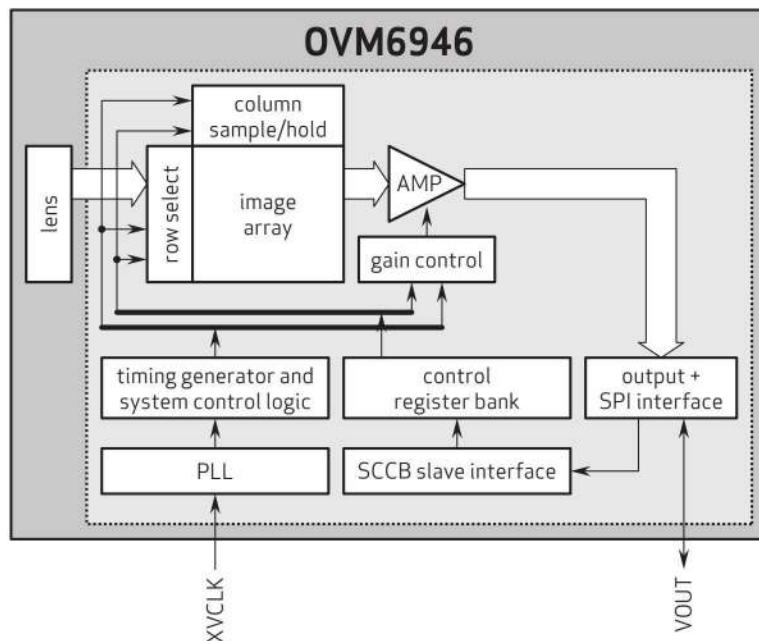 OVM6946
column
sample/hold
lens
row select
image
array
AMP
gain control
timing generator and
system control logic
control
register bank
output +
SPI interface
PLL
SCCB slave interface
XVCLK
VOUT